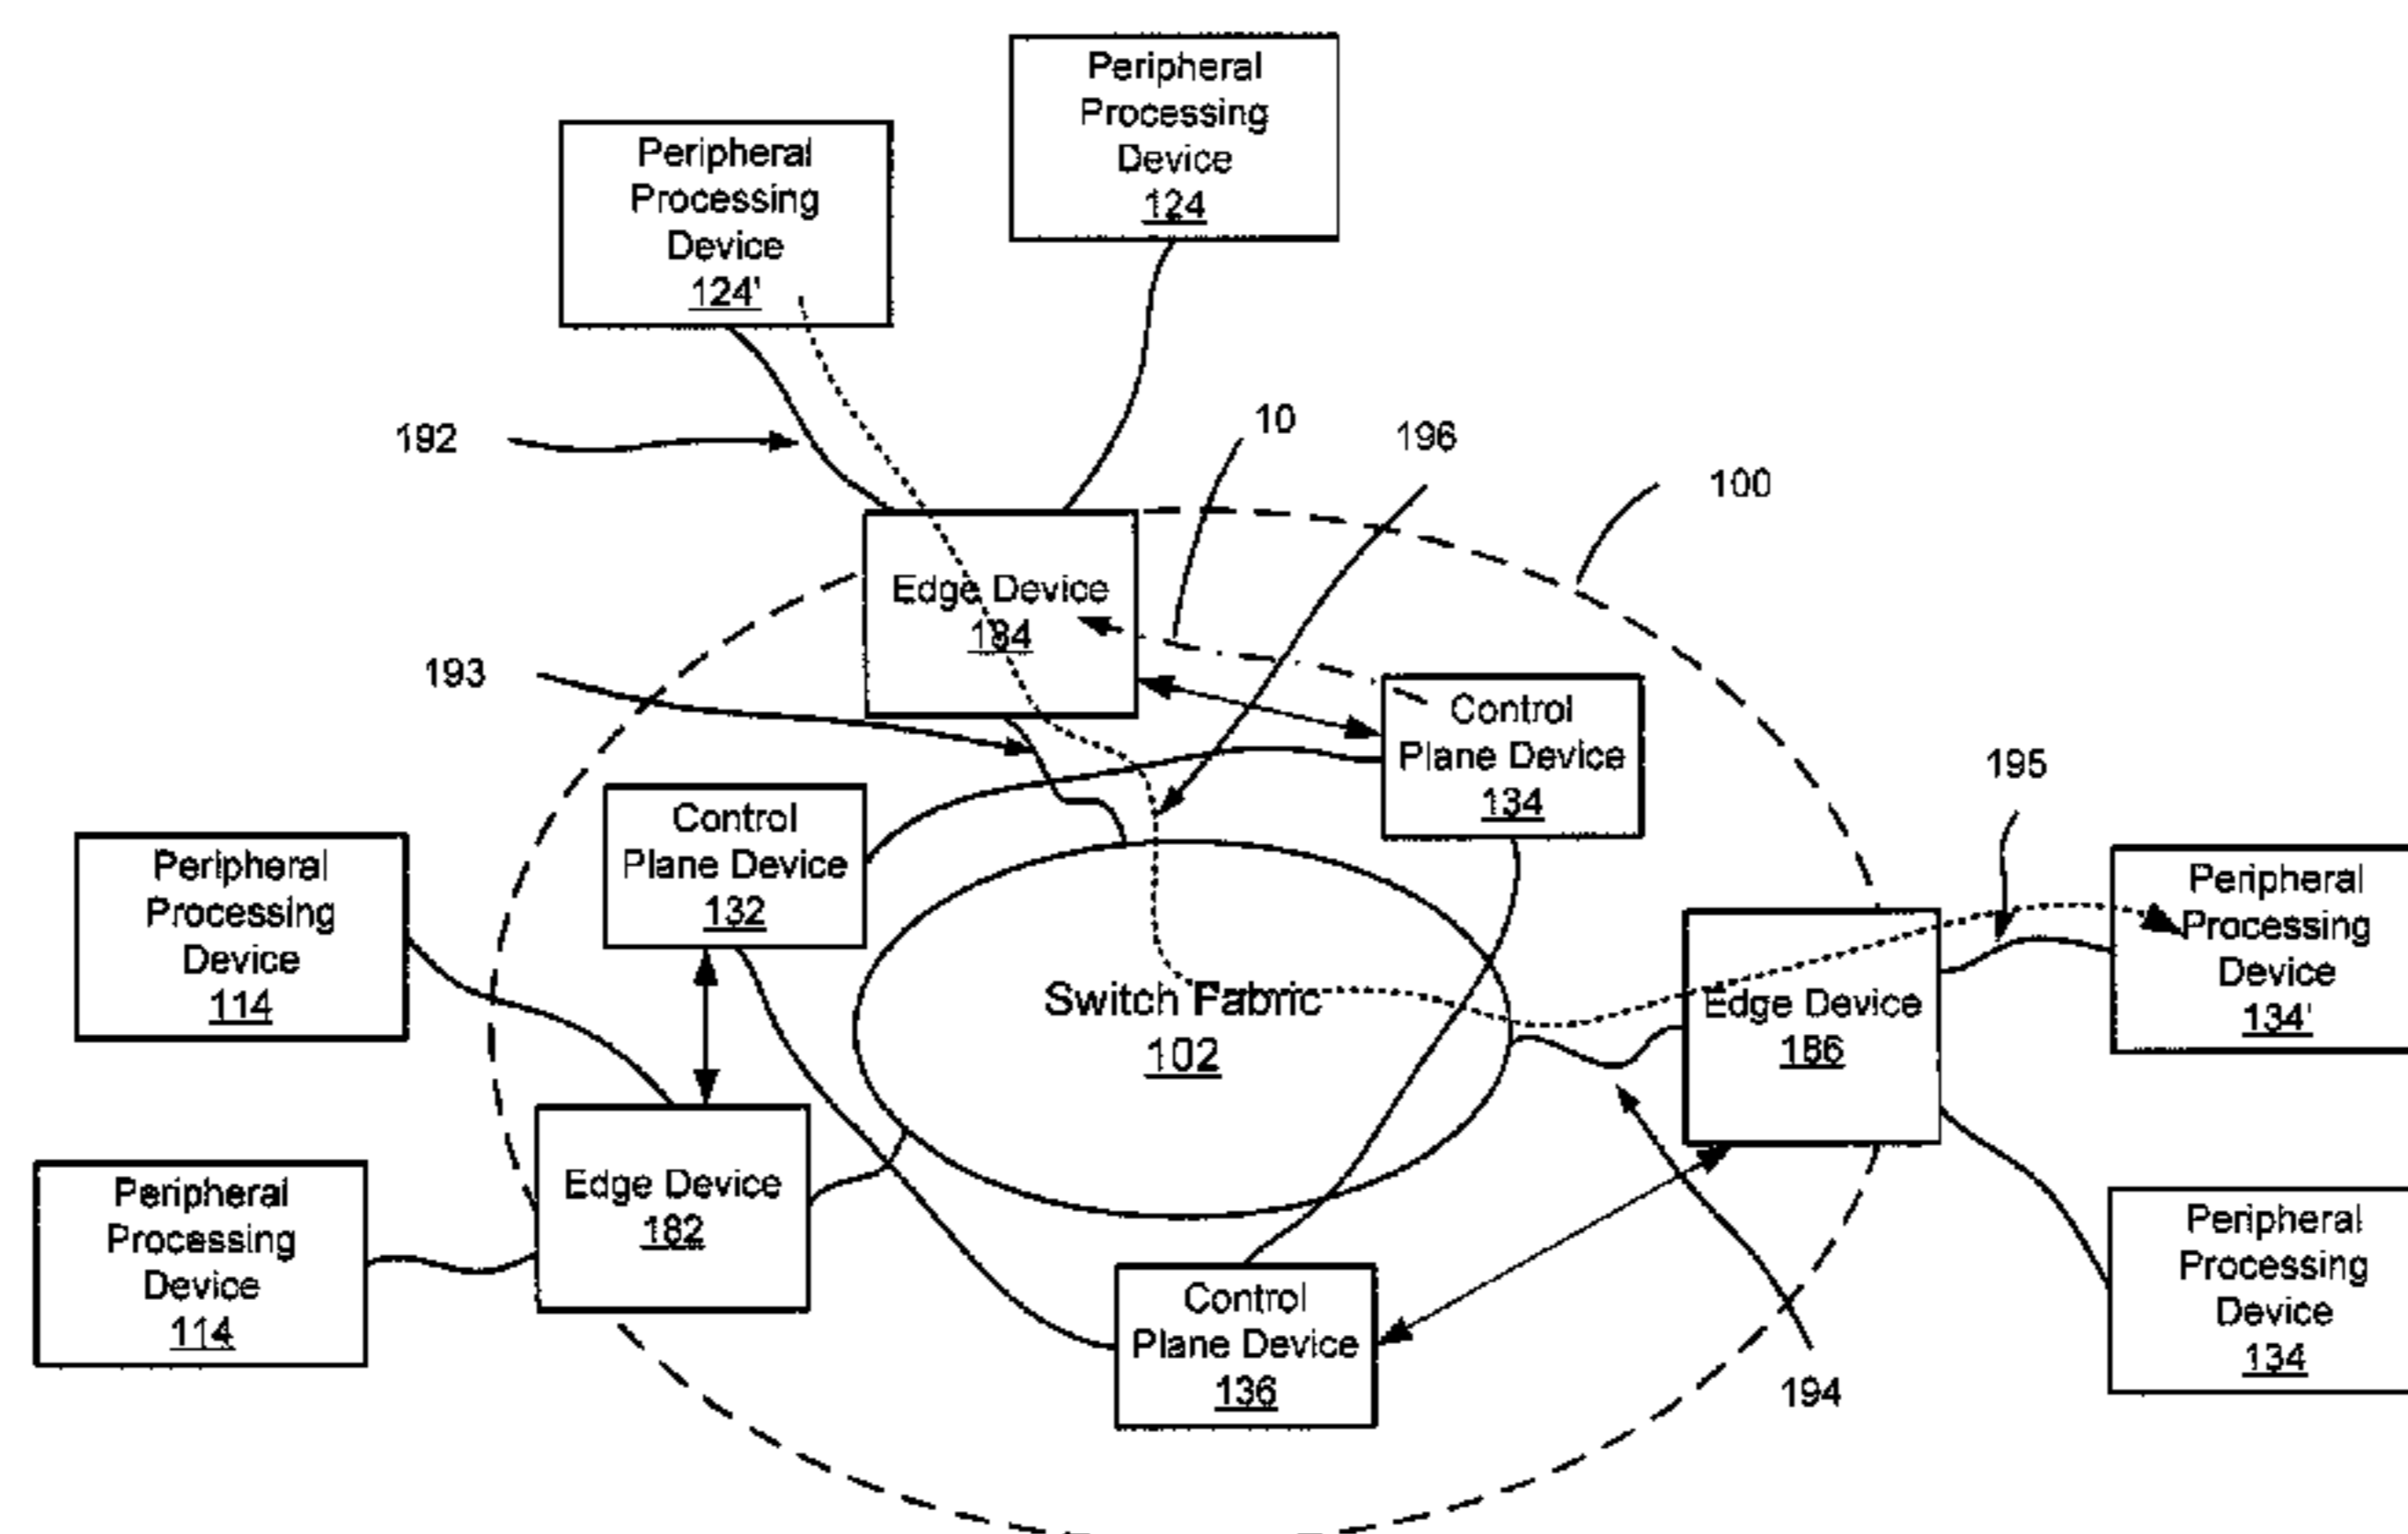 Peripheral
Processing
Device
124
Peripheral
Processing
Device
124'
192
10
196
100
Edge Device
184
193
Control
Plane Device
134
195
Control
Plane Device
132
Peripheral
Processing
Device
114
Peripheral
Processing
Device
134'
Switch Fabric
102
Edge Device
186
Edge Device
182
Peripheral
Processing
Device
114
Peripheral
Processing
Device
134
Control
Plane Device
136
194